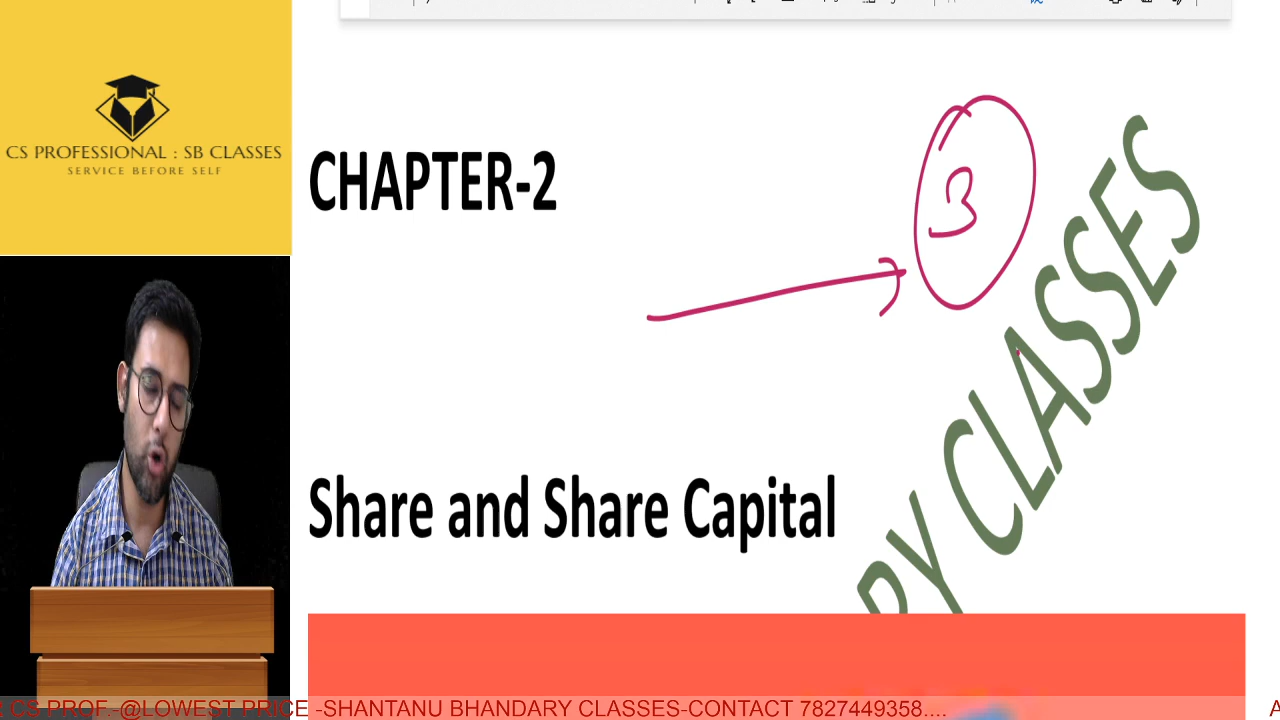 CS PROFESSIONAL : SB CLASSES
SERVICE BEFORE SELF
CHAPTER-2
3
Share and Share Capital
RY CLASSES
CS PROF.-@LOWEST PRICE -SHANTANU BHANDARY CLASSES-CONTACT 7827449358....
A